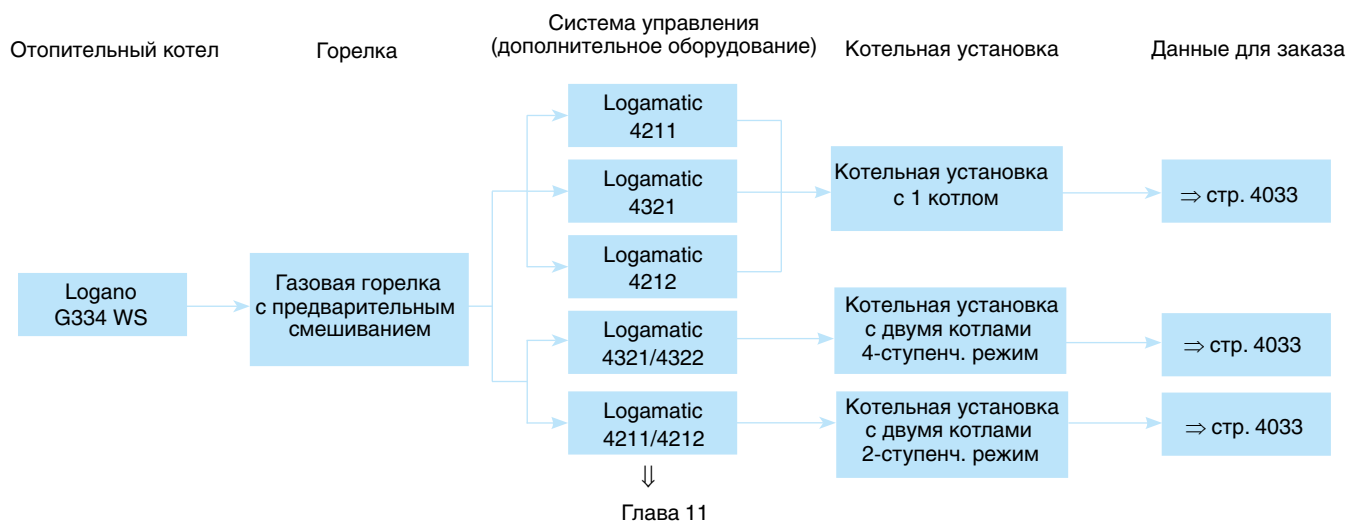 Отопительный котел
Горелка
Система управления
(дополнительное оборудование)
Котельная установка
Данные для заказа
Logano
G334 WS
Газовая горелка
с предварительным
смешиванием
Logamatic
4211
Logamatic
4321
Logamatic
4212
Logamatic
4321/4322
Logamatic
4211/4212
⇓
Глава 11
Котельная установка
с 1 котлом
Котельная установка
с двумя котлами
4-ступенч. режим
Котельная установка
с двумя котлами
2-ступенч. режим
⇒ стр. 4033
⇒ стр. 4033
⇒ стр. 4033